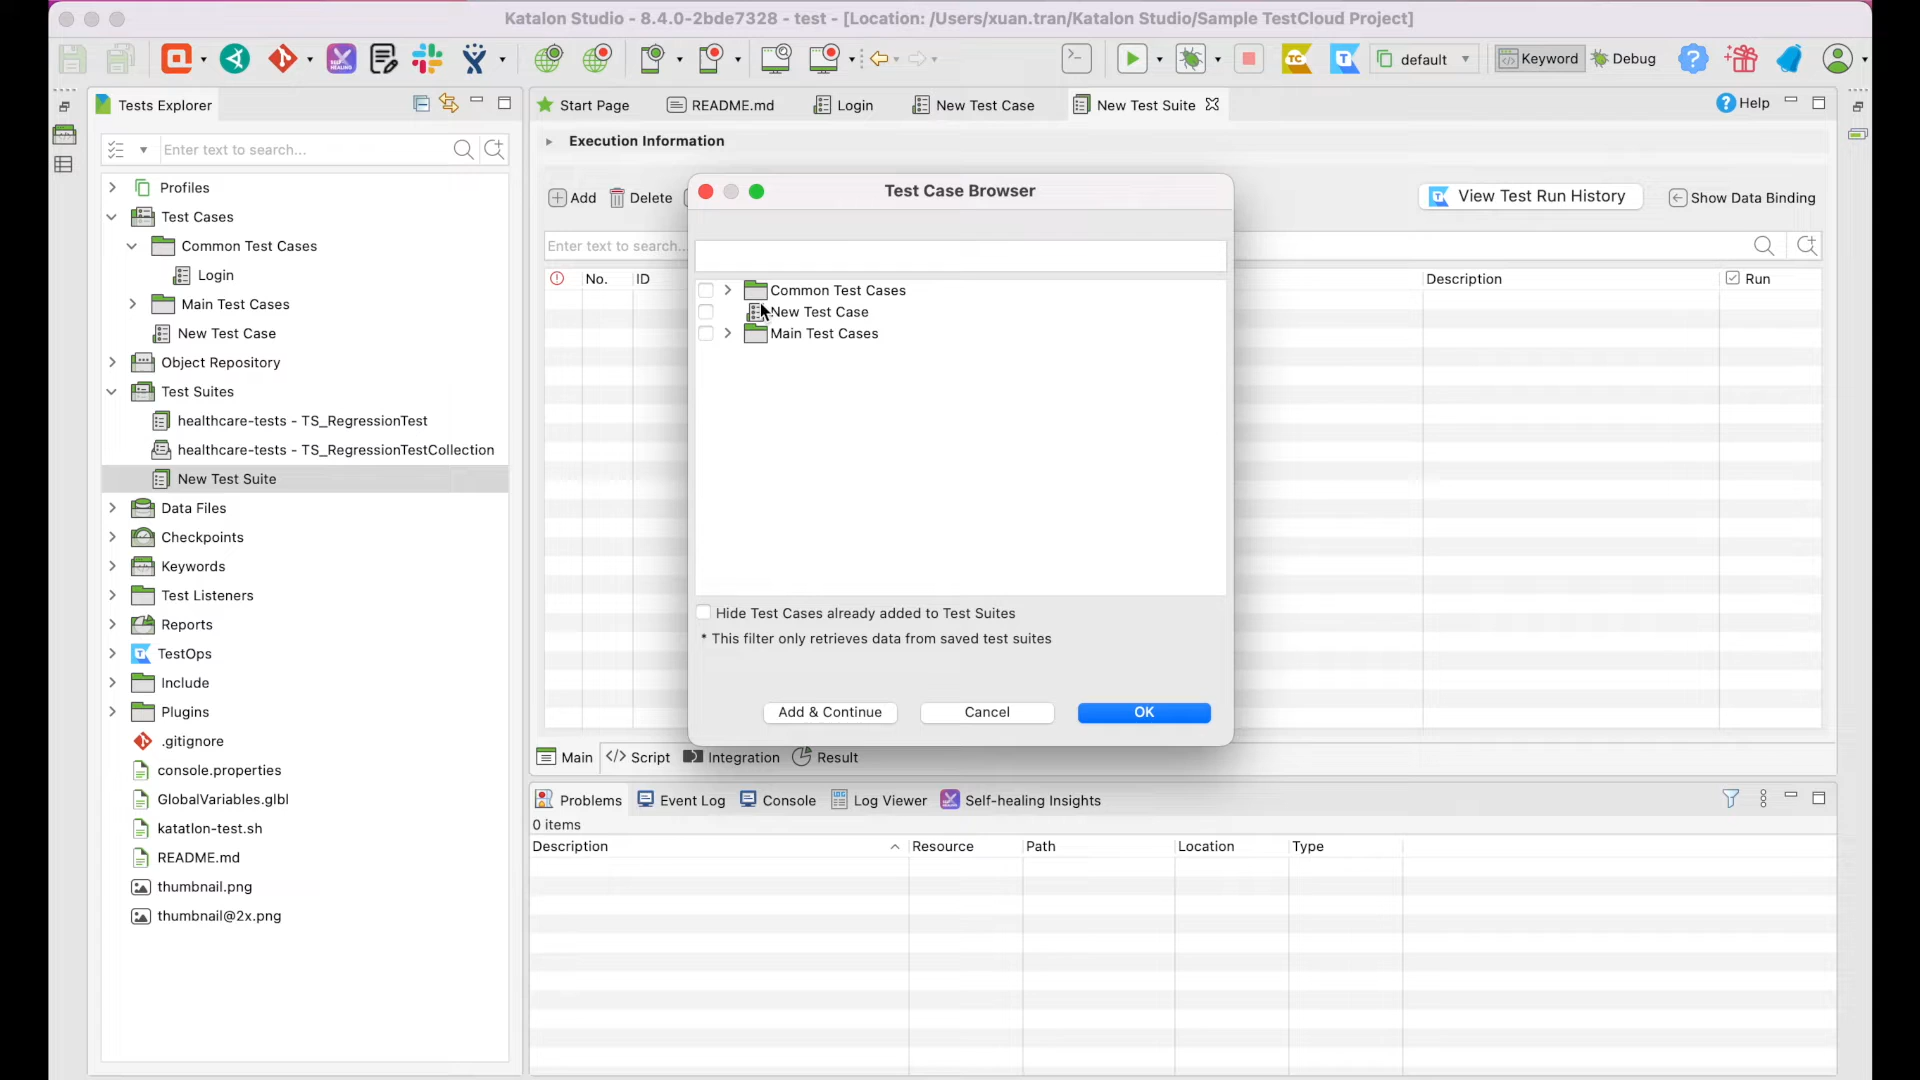 Katalon Studio - 8.4.0-2bde7328 - test - [Location: /Users/xuan.tran/Katalon Studio/Sample TestCloud Project]
SELF-HEALING
TC
default
Keyword
Debug
Tests Explorer
Start Page
README.md
Login
New Test Case
New Test Suite
Help
Enter text to search...
Execution Information
Profiles
Test Cases
Common Test Cases
Login
Main Test Cases
New Test Case
Object Repository
Test Suites
healthcare-tests - TS_RegressionTest
healthcare-tests - TS_RegressionTestCollection
New Test Suite
Data Files
Checkpoints
Keywords
Test Listeners
Reports
TestOps
Include
Plugins
.gitignore
console.properties
GlobalVariables.glbl
katatlon-test.sh
README.md
thumbnail.png
thumbnail@2x.png
Add
Delete
View Test Run History
Show Data Binding
Enter text to search...
No.
ID
Description
Run
Test Case Browser
Common Test Cases
New Test Case
Main Test Cases
Hide Test Cases already added to Test Suites
* This filter only retrieves data from saved test suites
Add & Continue
Cancel
OK
Main
Script
Integration
Result
Problems
Event Log
Console
Log Viewer
Self-healing Insights
0 items
Description
Resource
Path
Location
Type